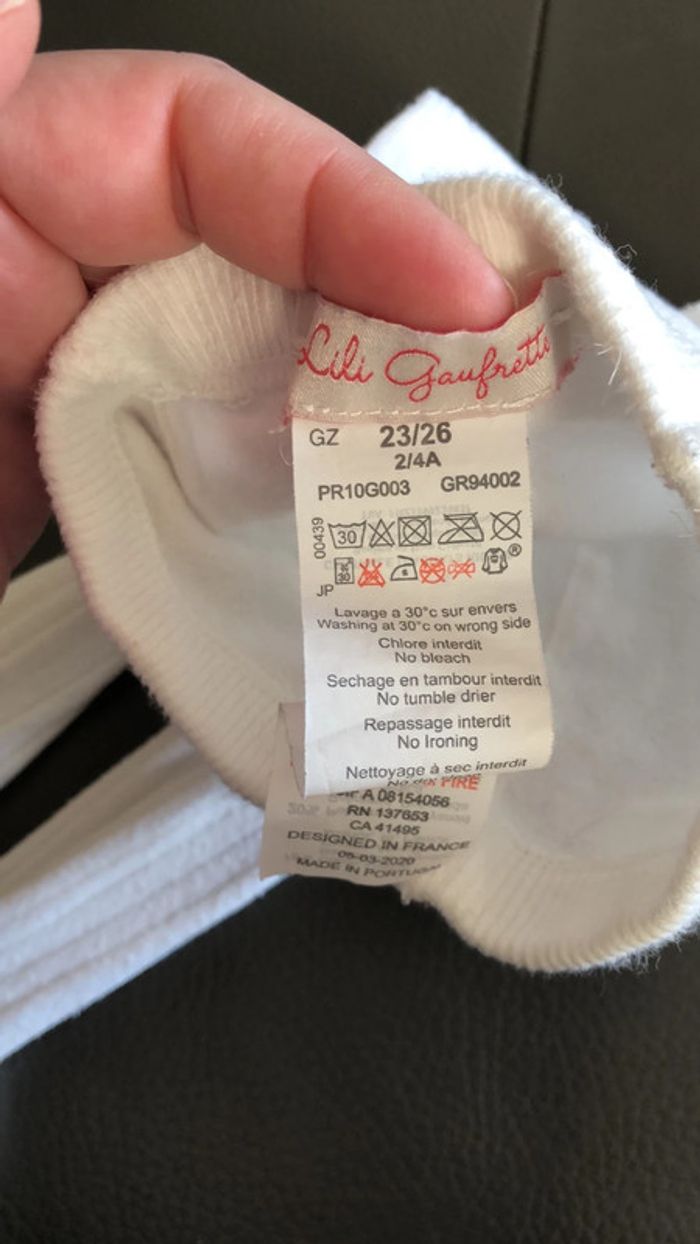 Lili Gaufrette
GZ 23/26
2/4A
PR10G003 GR94002
00439
30
JP
®
Lavage a 30°c sur envers
Washing at 30°c on wrong side
Chlore interdit
No bleach
Sechage en tambour interdit
No tumble drier
Repassage interdit
No Ironing
Nettoyage à sec interdit
FIRE
A 08154056
RN 137653
CA 41495
DESIGNED IN FRANCE
05-03-2020
MADE IN PORTUGAL